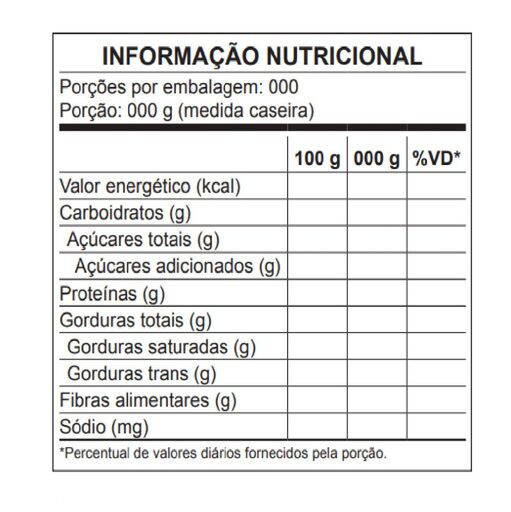 INFORMAÇÃO NUTRICIONAL
Porções por embalagem: 000
Porção: 000 g (medida caseira)
100 g 000 g %VD*
Valor energético (kcal)
Carboidratos (g)
Açúcares totais (g)
Açúcares adicionados (g)
Proteínas (g)
Gorduras totais (g)
Gorduras saturadas (g)
Gorduras trans (g)
Fibras alimentares (g)
Sódio (mg)
*Percentual de valores diários fornecidos pela porção.